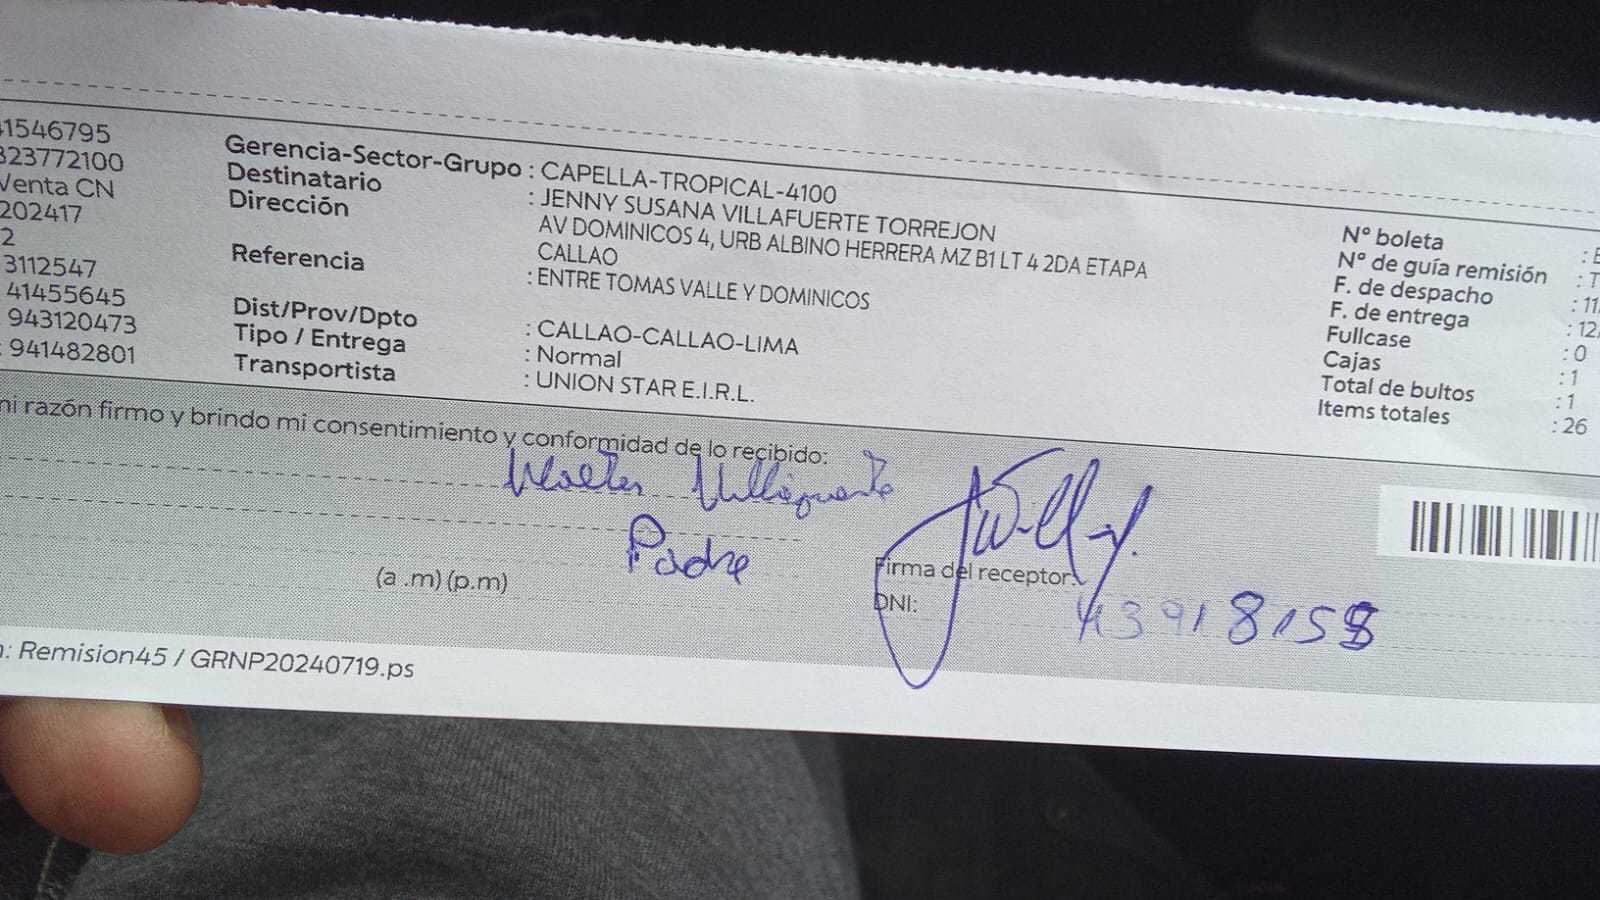 41546795
323772100
Venta CN
202417
2
3112547
41455645
943120473
: 941482801
Gerencia-Sector-Grupo : CAPELLA-TROPICAL-4100
Destinatario : JENNY SUSANA VILLAFUERTE TORREJON
Dirección AV DOMINICOS 4, URB ALBINO HERRERA MZ B1 LT 4 2DA ETAPA
CALLAO
Referencia : ENTRE TOMAS VALLE Y DOMINICOS
Dist/Prov/Dpto : CALLAO-CALLAO-LIMA
Tipo / Entrega : Normal
Transportista : UNION STAR E.I.R.L.
N° boleta : E
N° de guía remisión : T
F. de despacho : 11/
F. de entrega : 12/
Fullcase : 0
Cajas : 1
Total de bultos : 1
Items totales : 26
mi razón firmo y brindo mi consentimiento y conformidad de lo recibido:
Walter Villafuerte
Padre
(a .m) (p.m)
Firma del receptor:
DNI:
: Remision45 / GRNP20240719.ps